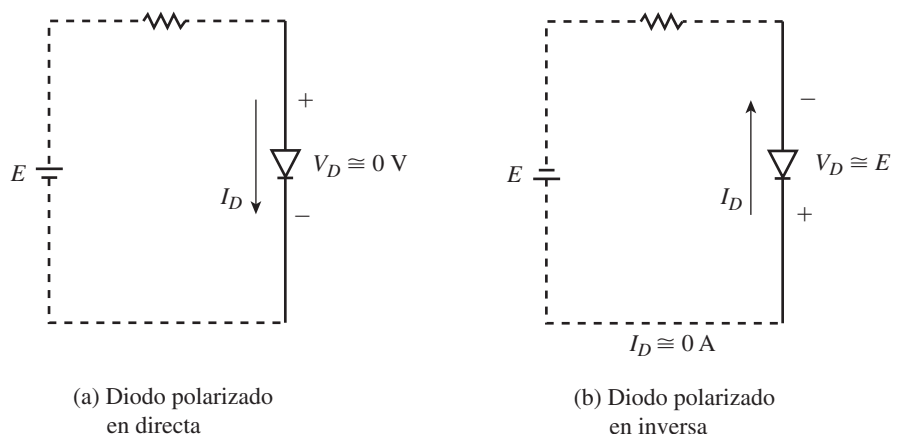 +
E
V_D ≅ 0 V
I_D
−
(a) Diodo polarizado
en directa
−
E
V_D ≅ E
I_D
+
I_D ≅ 0 A
(b) Diodo polarizado
en inversa